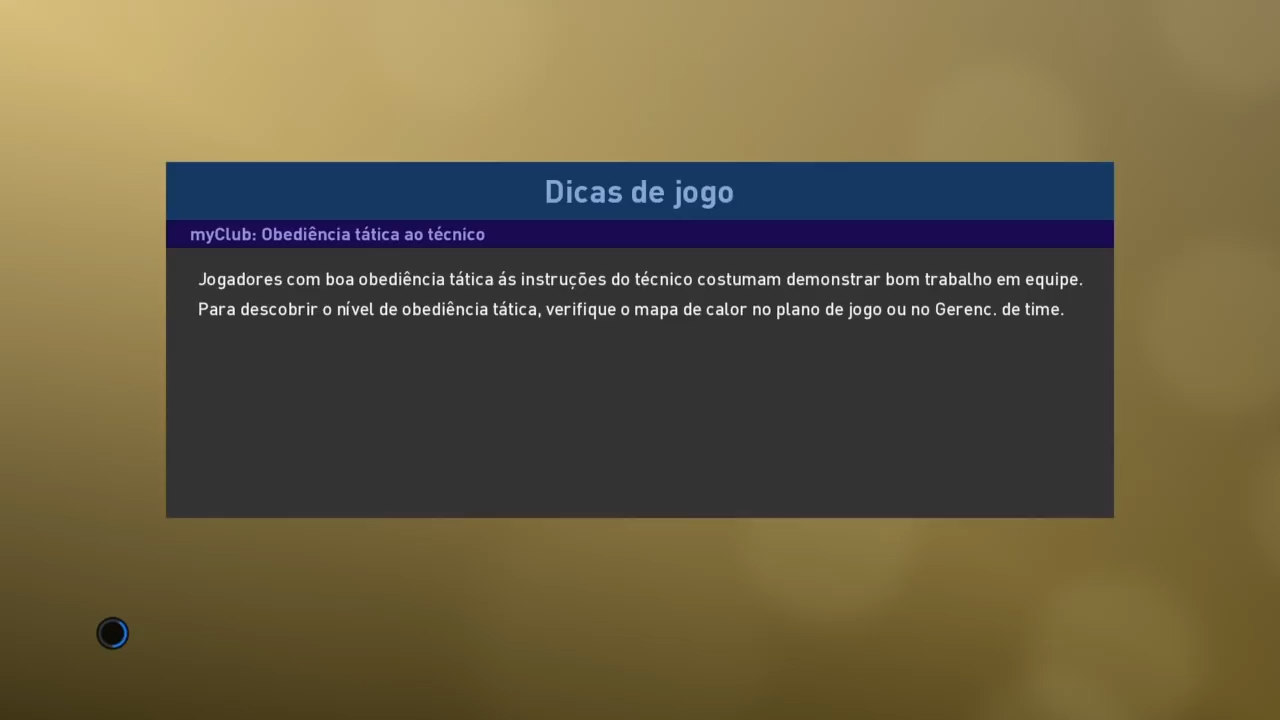 Dicas de jogo
myClub: Obediência tática ao técnico
Jogadores com boa obediência tática ás instruções do técnico costumam demonstrar bom trabalho em equipe.
Para descobrir o nível de obediência tática, verifique o mapa de calor no plano de jogo ou no Gerenc. de time.